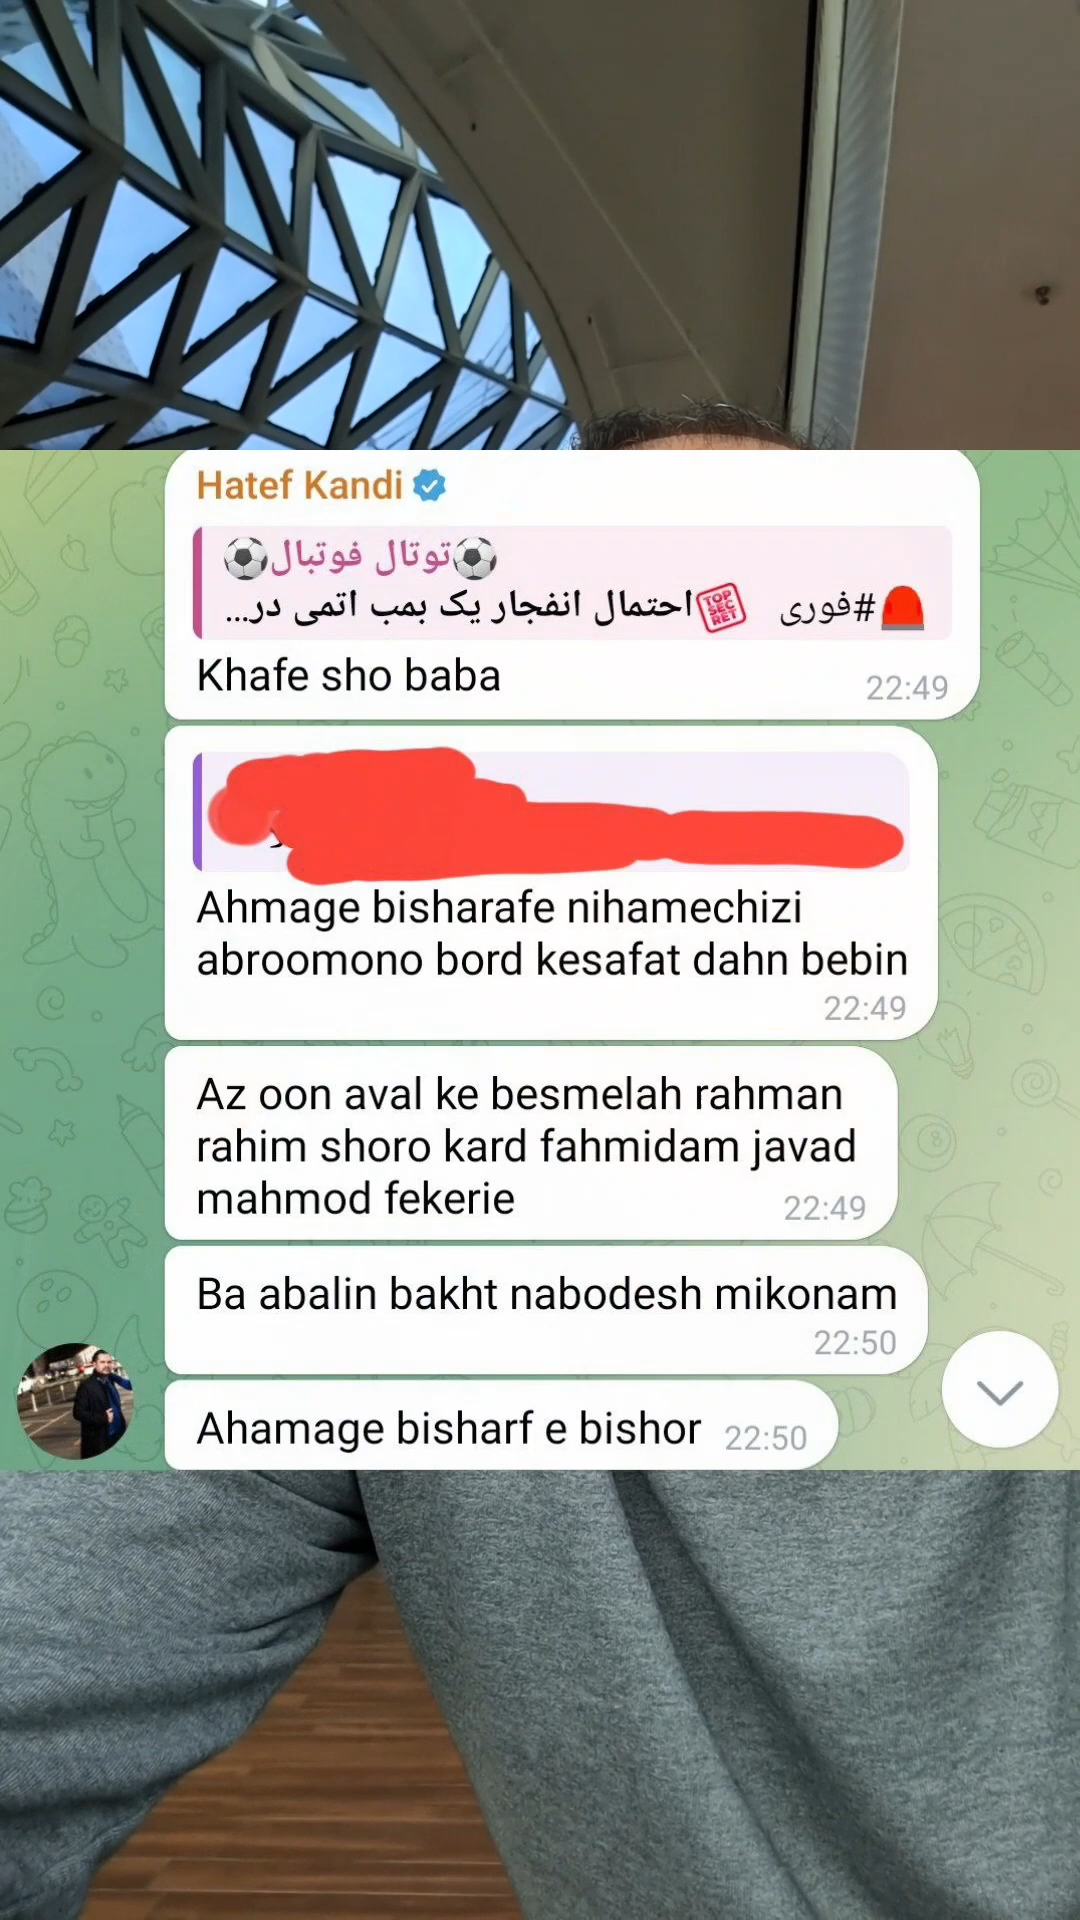 Hatef Kandi
⚽توتال فوتبال⚽
🚨#فوری TOP SECRET احتمال انفجار یک بمب اتمی در...
Khafe sho baba
22:49
Ahmage bisharafe nihamechizi
abroomono bord kesafat dahn bebin
22:49
Az oon aval ke besmelah rahman
rahim shoro kard fahmidam javad
mahmod fekerie
22:49
Ba abalin bakht nabodesh mikonam
22:50
Ahamage bisharf e bishor 22:50